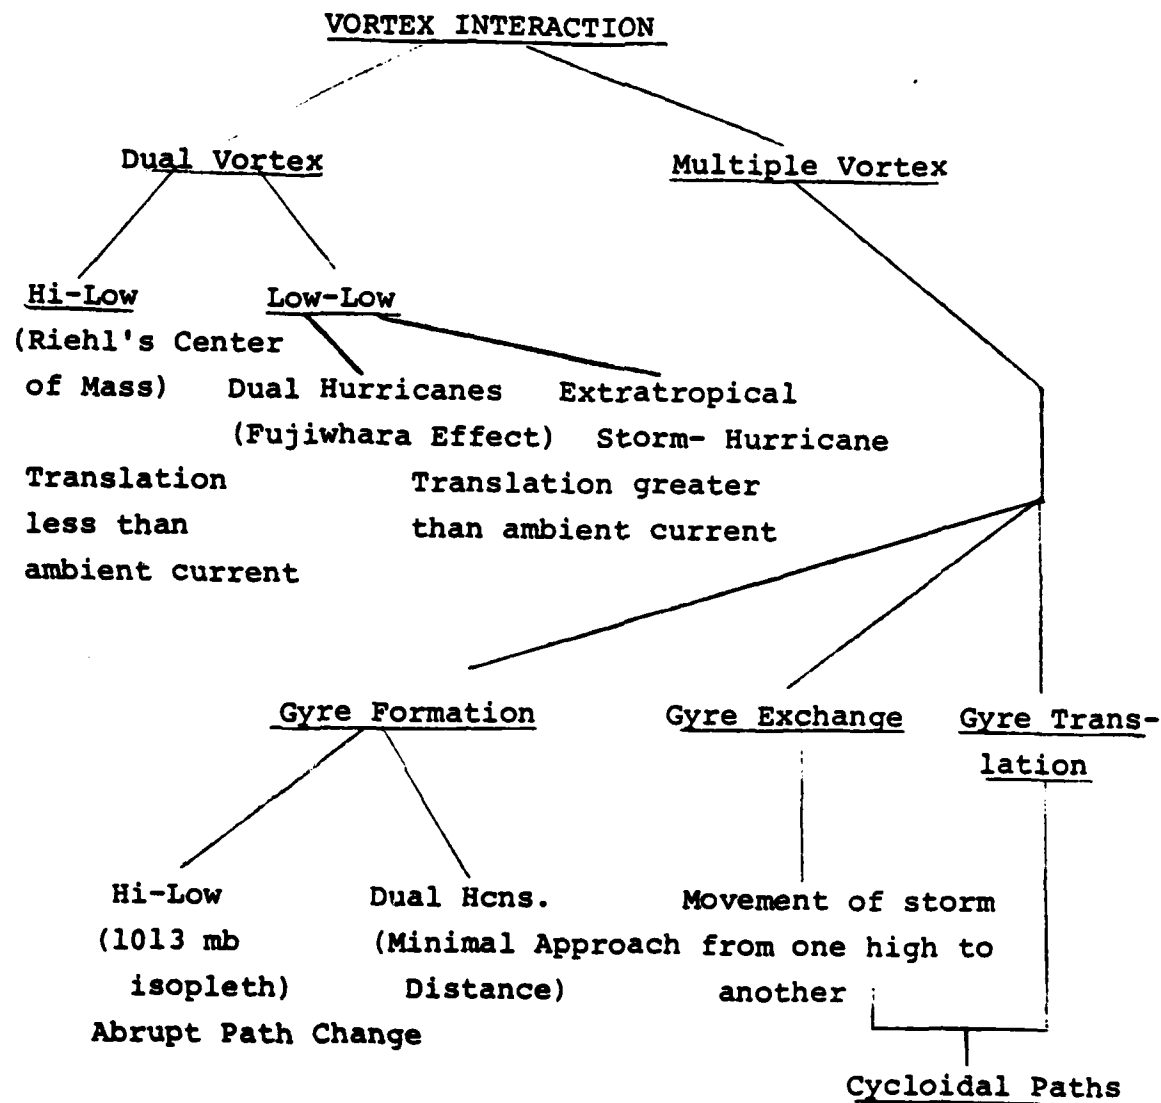 VORTEX INTERACTION
Dual Vortex
Multiple Vortex
Hi-Low
(Riehl's Center
of Mass)
Translation
less than
ambient current
Low-Low
Dual Hurricanes
(Fujiwhara Effect)
Extratropical
Storm- Hurricane
Translation greater
than ambient current
Gyre Formation
Gyre Exchange
Gyre Trans-
lation
Hi-Low
(1013 mb
isopleth)
Abrupt Path Change
Dual Hcns.
(Minimal Approach
Distance)
Movement of storm
from one high to
another
Cycloidal Paths